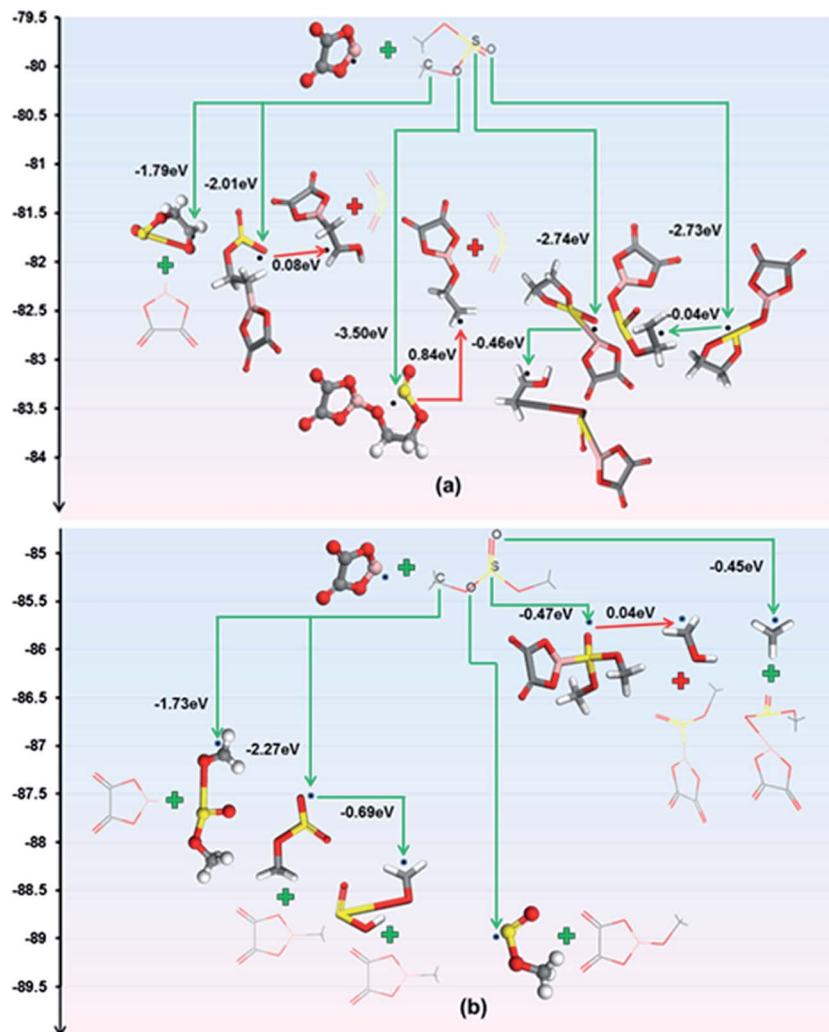 -79.5
-80
-80.5
-81
-81.5
-82
-82.5
-83
-83.5
-84
S
O
C
O
-1.79eV
-2.01eV
0.08eV
-3.50eV
0.84eV
-2.74eV
-0.46eV
-2.73eV
-0.04eV
(a)
-85
-85.5
-86
-86.5
-87
-87.5
-88
-88.5
-89
-89.5
O
S
C
O
-0.45eV
-0.47eV
0.04eV
-1.73eV
-2.27eV
-0.69eV
(b)